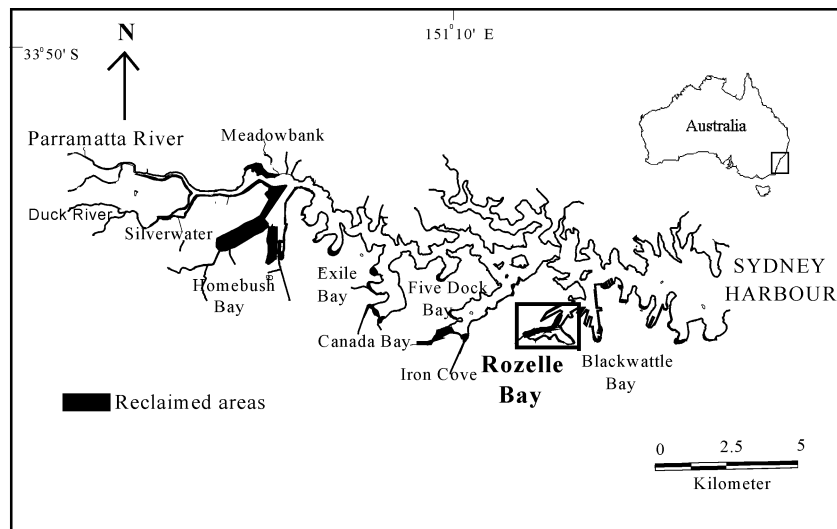 151° 10' E
N
33° 50' S
Australia
Meadowbank
Parramatta River
Duck River
Silverwater
SYDNEY
HARBOUR
Homebush
Bay
Exile
Bay
Five Dock
Bay
Canada Bay
Iron Cove
Rozelle
Bay
Blackwattle
Bay
Reclaimed areas
0 2.5 5
Kilometer